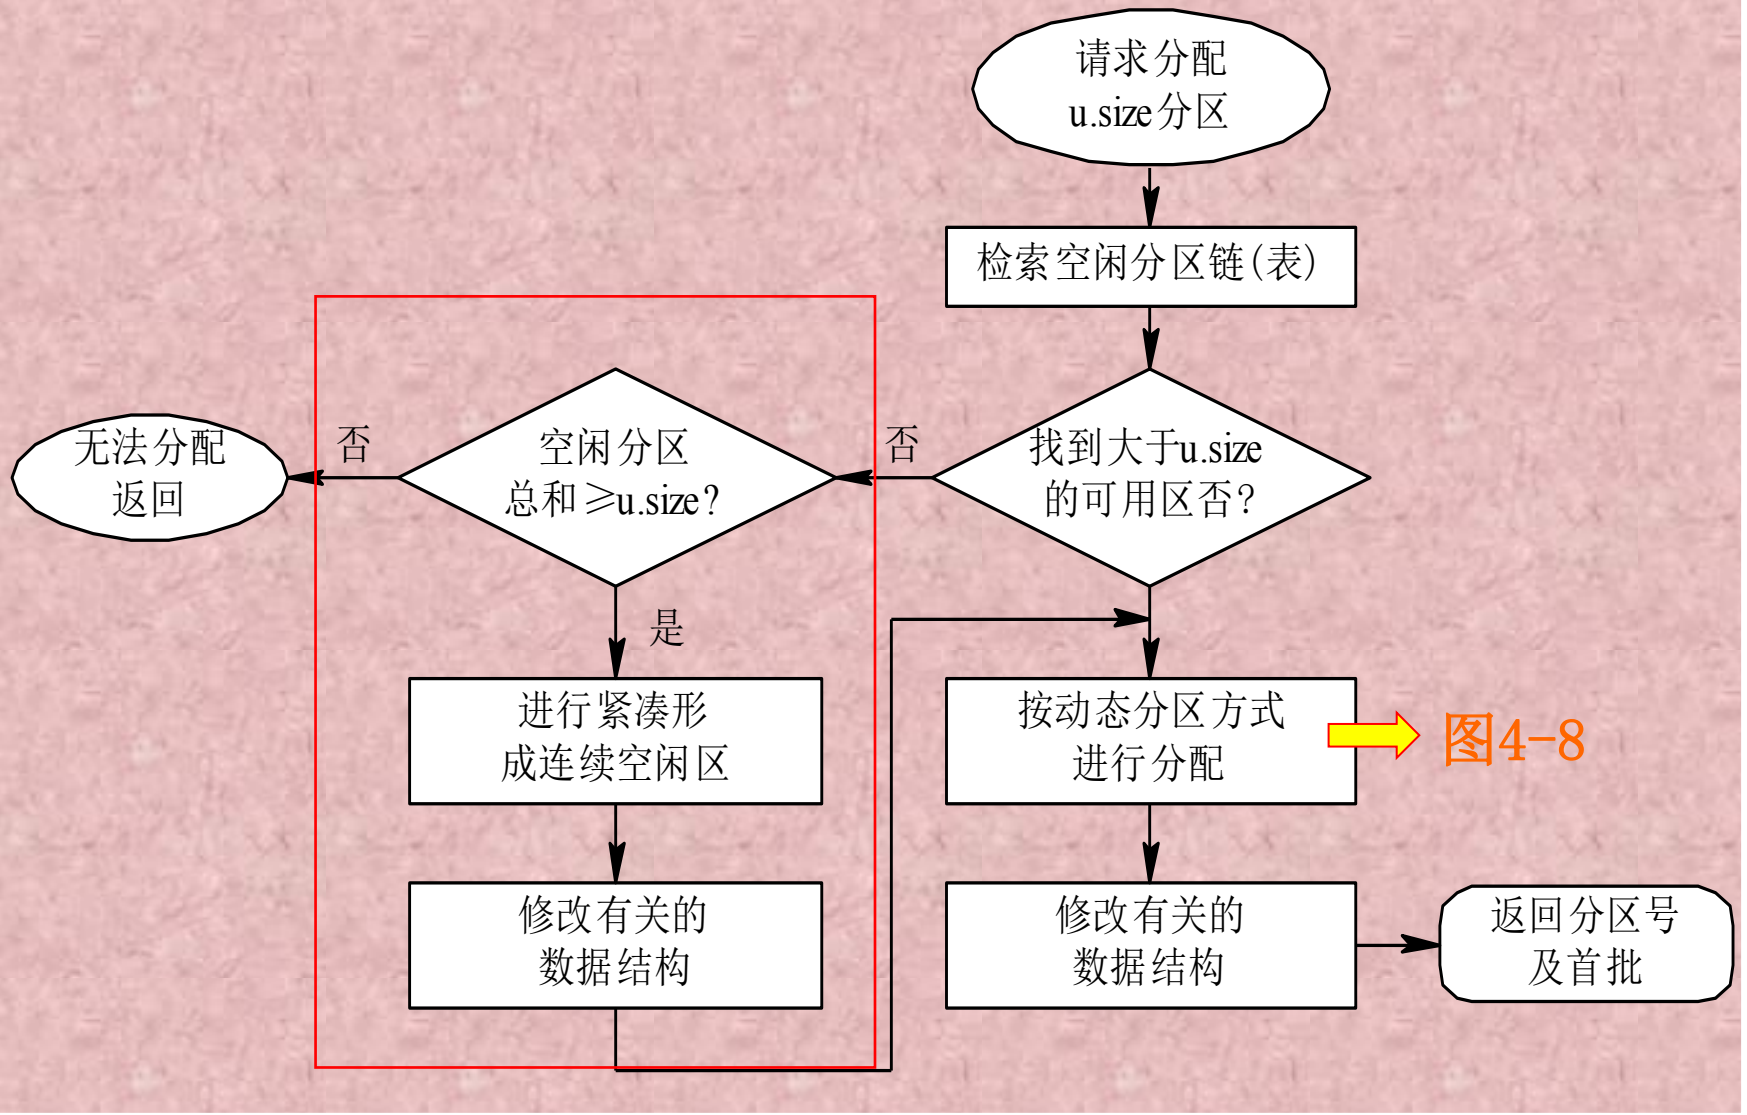 请求分配
u.size分区
检索空闲分区链(表)
找到大于u.size
的可用区否?
否
空闲分区
总和≥u.size?
否
无法分配
返回
是
进行紧凑形
成连续空闲区
修改有关的
数据结构
按动态分区方式
进行分配
图4-8
修改有关的
数据结构
返回分区号
及首批